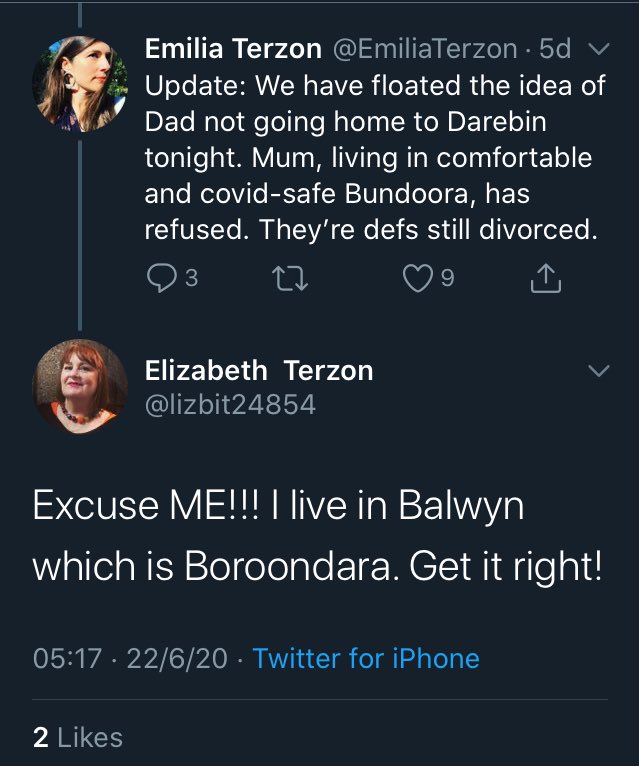 Emilia Terzon @EmiliaTerzon · 5d
Update: We have floated the idea of
Dad not going home to Darebin
tonight. Mum, living in comfortable
and covid-safe Bundoora, has
refused. They’re defs still divorced.
3 9
Elizabeth Terzon
@lizbit24854
Excuse ME!!! I live in Balwyn
which is Boroondara. Get it right!
05:17 · 22/6/20 · Twitter for iPhone
2 Likes